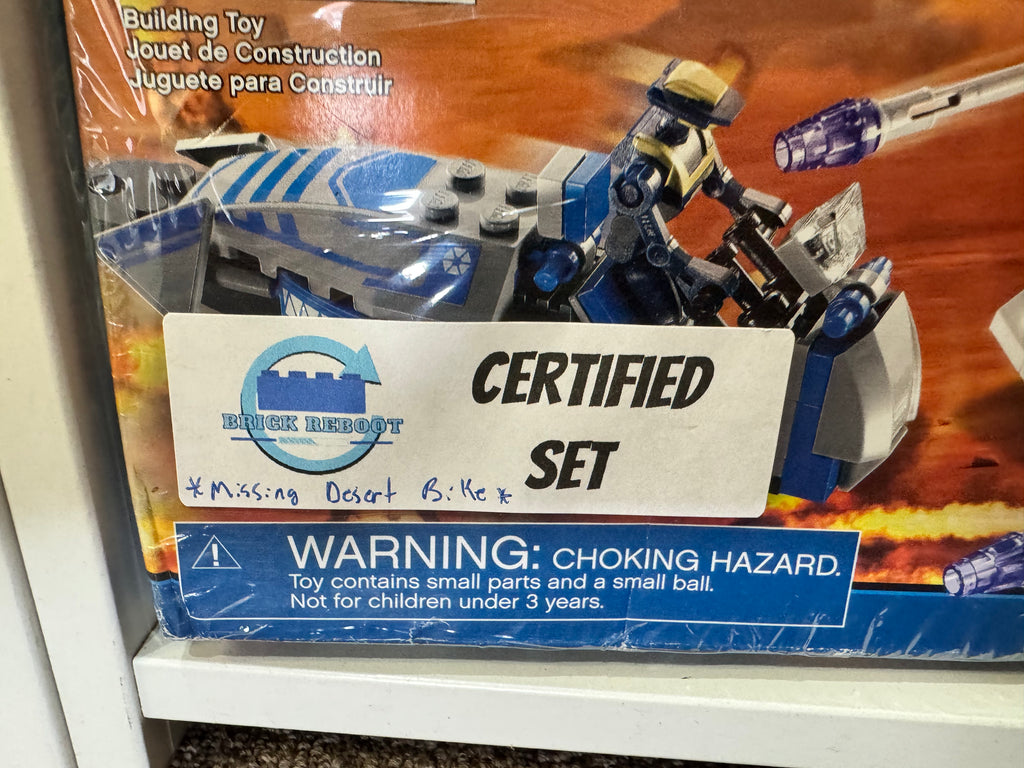 Building Toy
Jouet de Construction
Juguete para Construir
CERTIFIED
SET
BRICK REBOOT
*Missing Desert Bike*
WARNING: CHOKING HAZARD.
Toy contains small parts and a small ball.
Not for children under 3 years.